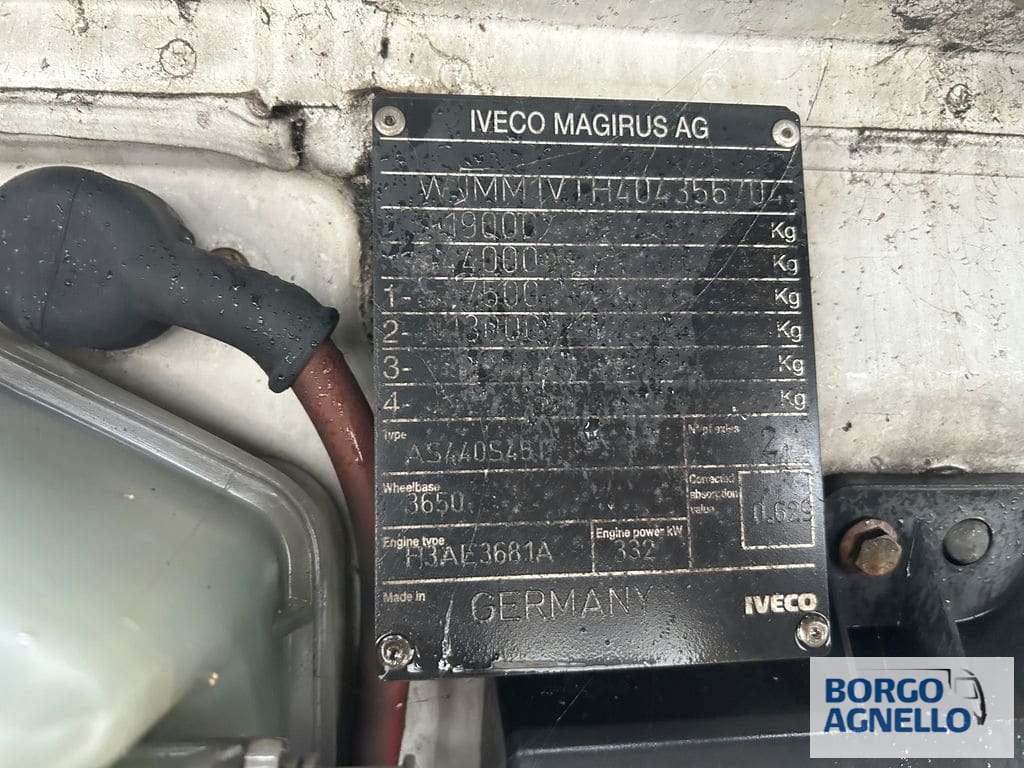 IVECO MAGIRUS AG
WJMM1VTH404355704
19000 Kg
4000 Kg
1- 7500 Kg
2- 13000 Kg
3- Kg
4- Kg
Type AS440S45T N° of axles 2
Wheelbase 3650 Corrected absorption value 0.629
Engine type F3AE3681A Engine power kW 332
Made in GERMANY IVECO
BORGO
AGNELLO